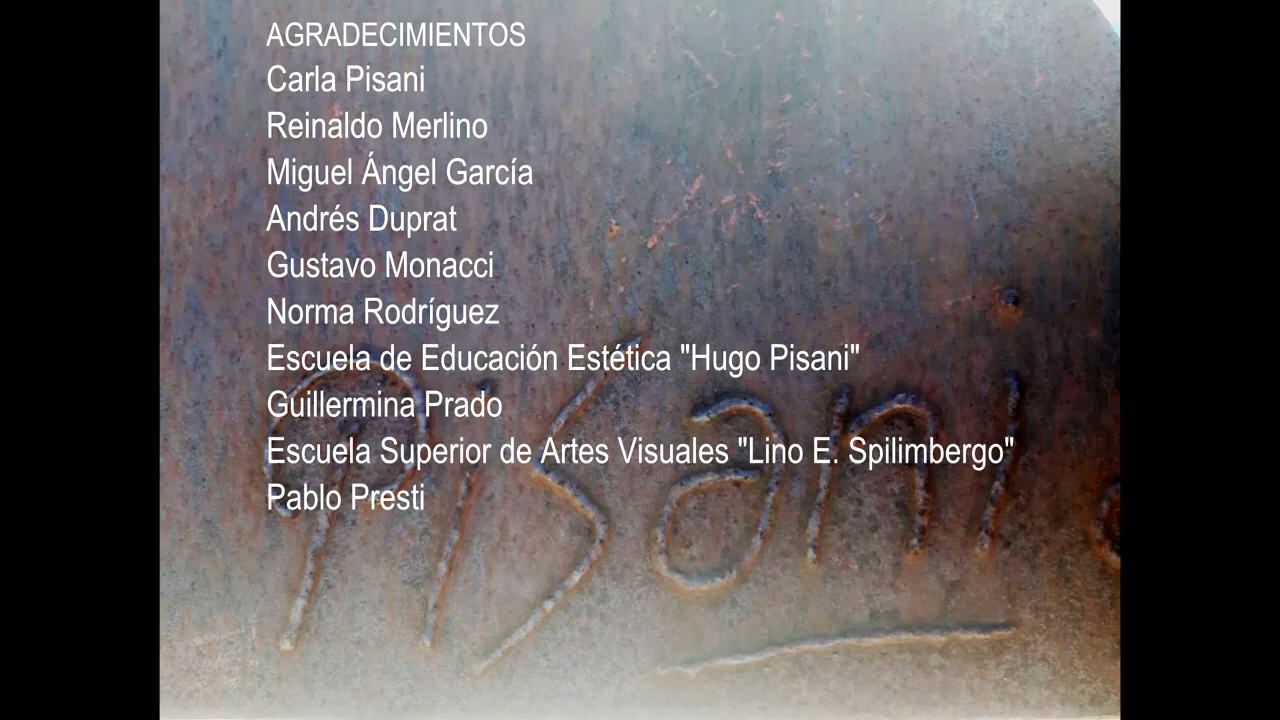 AGRADECIMIENTOS
Carla Pisani
Reinaldo Merlino
Miguel Ángel García
Andrés Duprat
Gustavo Monacci
Norma Rodríguez
Escuela de Educación Estética "Hugo Pisani"
Guillermina Prado
Escuela Superior de Artes Visuales "Lino E. Spilimbergo"
Pablo Presti
Pisani